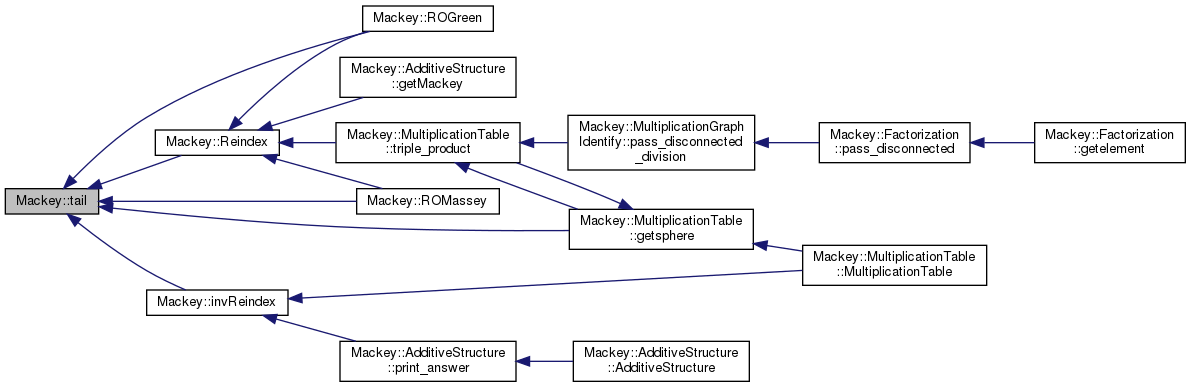 Mackey::ROGreen
Mackey::AdditiveStructure
::getMackey
Mackey::Reindex
Mackey::MultiplicationTable
::triple_product
Mackey::MultiplicationGraph
Identify::pass_disconnected
_division
Mackey::Factorization
::pass_disconnected
Mackey::Factorization
::getelement
Mackey::tail
Mackey::ROMassey
Mackey::MultiplicationTable
::getsphere
Mackey::MultiplicationTable
::MultiplicationTable
Mackey::invReindex
Mackey::AdditiveStructure
::print_answer
Mackey::AdditiveStructure
::AdditiveStructure